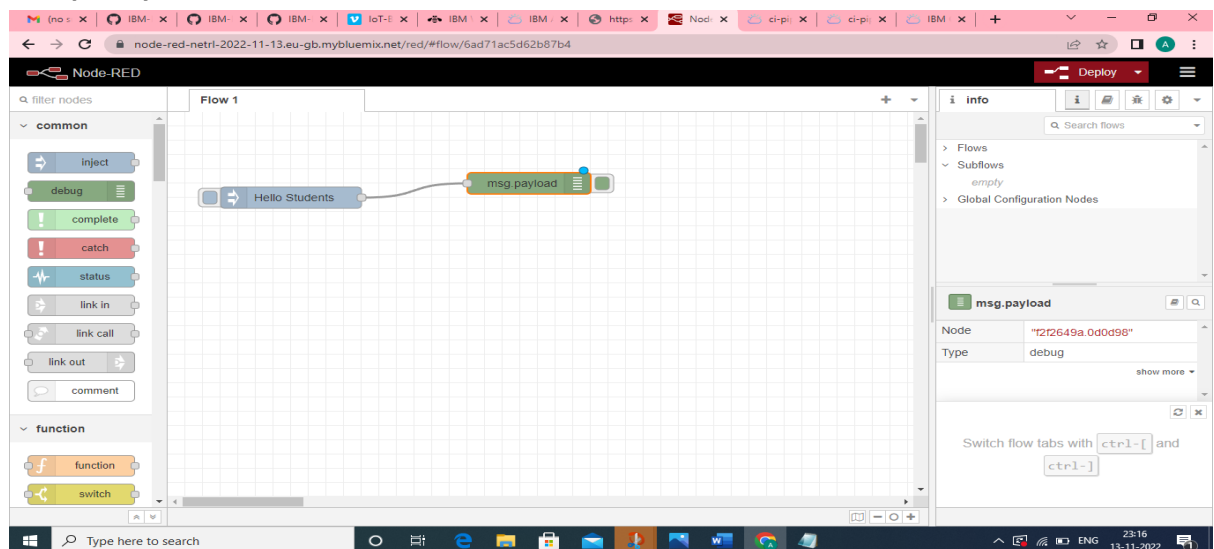 M (no s IBM- IBM- IBM- IoT-E IBM IBM / https Node ci-pip ci-pip IBM
node-red-netrl-2022-11-13.eu-gb.mybluemix.net/red/#flow/6ad71ac5d62b87b4 A
Node-RED Deploy
filter nodes Flow 1 i info i
common Search flows
Flows
inject Subflows
empty
debug msg.payload
Hello Students Global Configuration Nodes
complete
catch
status
link in msg.payload
link call Node "f2f2649a.0d0d98"
link out Type debug
show more
comment
function
Switch flow tabs with ctrl-[ and
ctrl-]
f function
switch
Type here to search ENG 23:16
13-11-2022